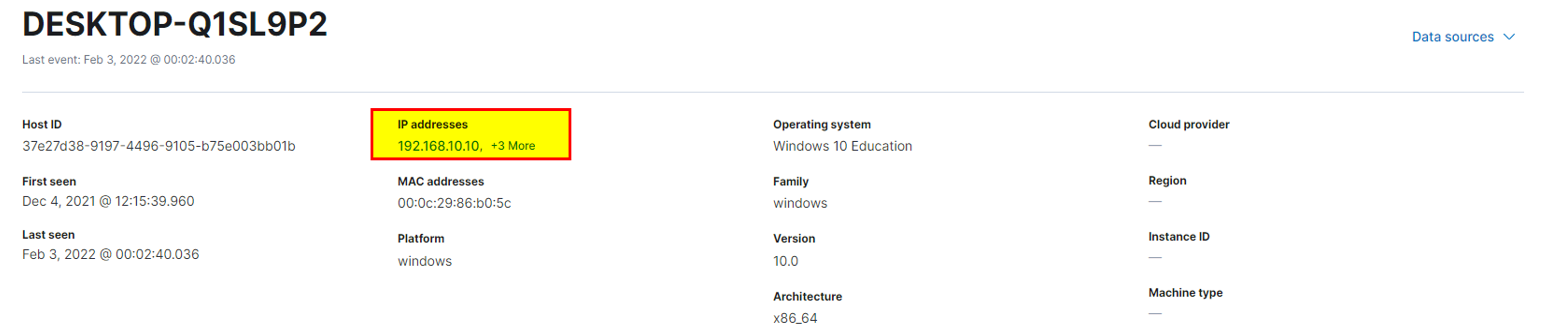 DESKTOP-Q1SL9P2
Data sources
Last event: Feb 3, 2022 @ 00:02:40.036
Host ID
37e27d38-9197-4496-9105-b75e003bb01b
First seen
Dec 4, 2021 @ 12:15:39.960
Last seen
Feb 3, 2022 @ 00:02:40.036
IP addresses
192.168.10.10, +3 More
MAC addresses
00:0c:29:86:b0:5c
Platform
windows
Operating system
Windows 10 Education
Family
windows
Version
10.0
Architecture
x86_64
Cloud provider
—
Region
—
Instance ID
—
Machine type
—